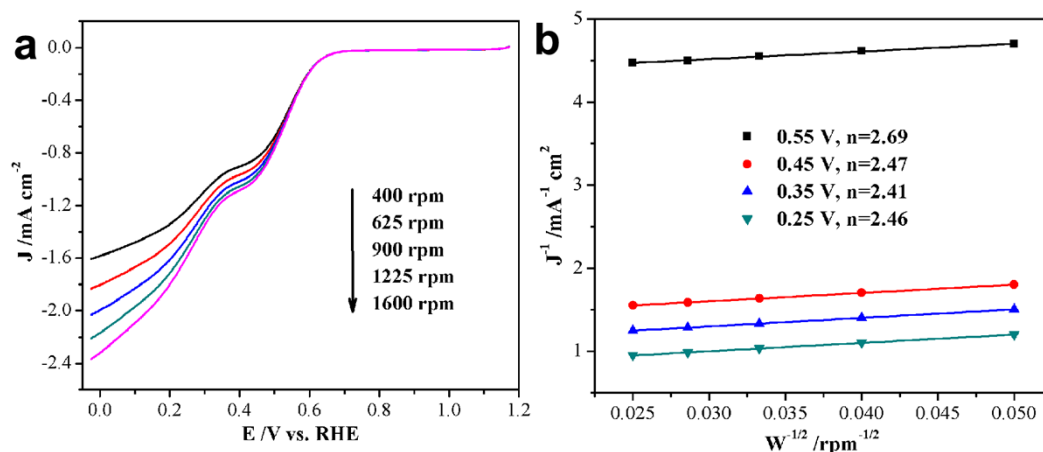 a
0.0
-0.4
-0.8
-1.2
-1.6
-2.0
-2.4
J /mA cm⁻²
400 rpm
625 rpm
900 rpm
1225 rpm
1600 rpm
0.0 0.2 0.4 0.6 0.8 1.0 1.2
E /V vs. RHE
b
5
4
3
2
1
J⁻¹ /mA⁻¹ cm²
0.55 V, n=2.69
0.45 V, n=2.47
0.35 V, n=2.41
0.25 V, n=2.46
0.025 0.030 0.035 0.040 0.045 0.050
W⁻¹/² /rpm⁻¹/²